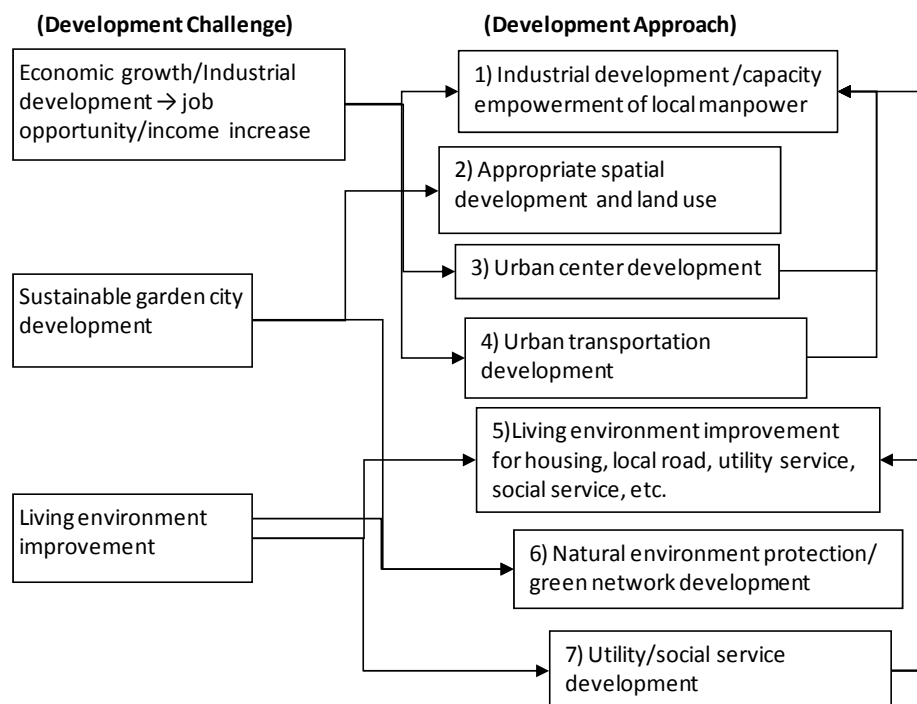 (Development Challenge)
(Development Approach)
Economic growth/Industrial
development → job
opportunity/income increase
1) Industrial development /capacity
empowerment of local manpower
2) Appropriate spatial
development and land use
3) Urban center development
Sustainable garden city
development
4) Urban transportation
development
5)Living environment improvement
for housing, local road, utility service,
social service, etc.
Living environment
improvement
6) Natural environment protection/
green network development
7) Utility/social service
development